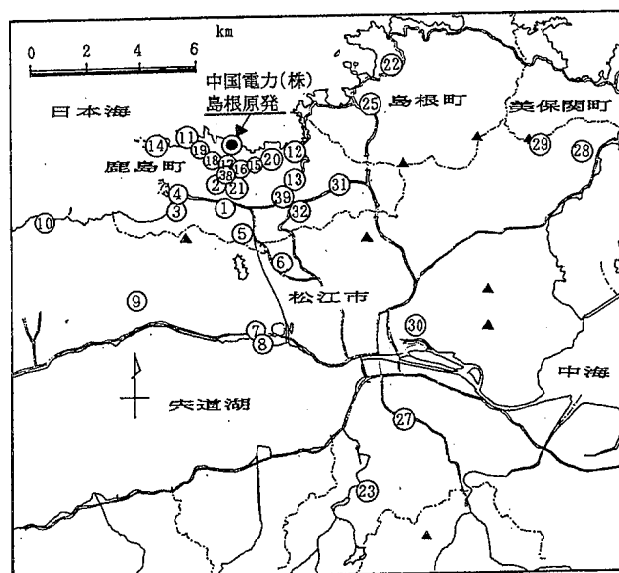 km
0 2 4 6
中国電力(株)
島根原発
日本海
島根町
美保関町
鹿島町
㉒
㉕
⑪
⑭
⑲
⑱
⑳
⑫
㉙
㉘
⑯
⑮
㊳
②
㉑
⑬
④
③
①
㊴
㉛
㉜
⑩
⑤
⑥
松江市
⑨
⑦
⑧
㉚
中海
宍道湖
㉗
㉓